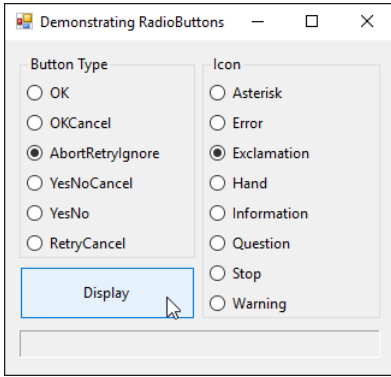 Demonstrating RadioButtons
Button Type
OK
OKCancel
AbortRetryIgnore
YesNoCancel
YesNo
RetryCancel
Display
Icon
Asterisk
Error
Exclamation
Hand
Information
Question
Stop
Warning